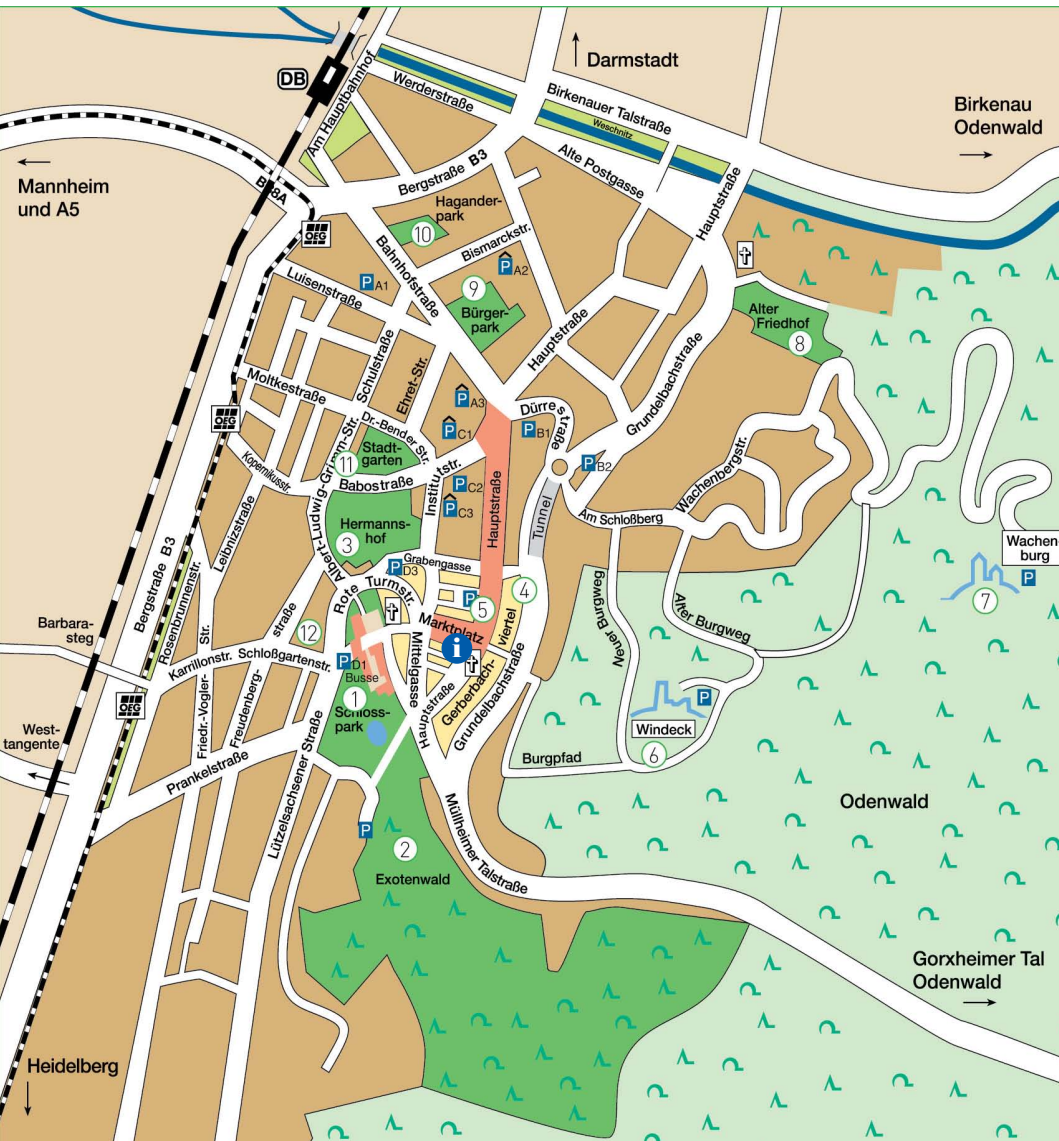 Darmstadt
DB
Am Hauptbahnhof
Werderstraße
Birkenauer Talstraße
Weschnitz
Birkenau
Odenwald
Alte Postgasse
Mannheim
und A5
B38A
Bergstraße B3
Hauptstraße
OEG
Hagander-
park
10
Bismarckstr.
Bahnhofstraße
P A1
P A2
Luisenstraße
9
Bürger-
park
Alter
Friedhof
8
Hauptstraße
Grundelbachstraße
Schulstraße
Ehret-Str.
Moltkestraße
OEG
P A3
Dürrestraße
P B1
P C1
Dr.-Bender Str.
Stadt-
garten
11
Kopernikusstr.
Babostraße
Institutstr.
P B2
P C2
P C3
Hauptstraße
Tunnel
Wachenbergstr.
Am Schloßberg
Albert-Ludwig-Grimm-Str.
Hermanns-
hof
3
Leibnizstraße
Bergstraße B3
Rosenbrunnenstr.
Grabengasse
P D3
Rote Turmstr.
P
5
4
Wachen-
burg
P
7
Neuer Burgweg
Alter Burgweg
Barbara-
steg
Marktplatz
i
Gerberbach-
viertel
Mittelgasse
12
Karrillonstr.
Schloßgartenstr.
P D1
Busse
1
Schloss-
park
Hauptstraße
Grundelbachstraße
OEG
Friedr.-Vogler-
Str.
Freudenberg-
straße
P
Windeck
6
West-
tangente
Prankelstraße
Lützelsachsener Straße
Burgpfad
Odenwald
P
2
Exotenwald
Müllheimer Talstraße
Gorxheimer Tal
Odenwald
Heidelberg